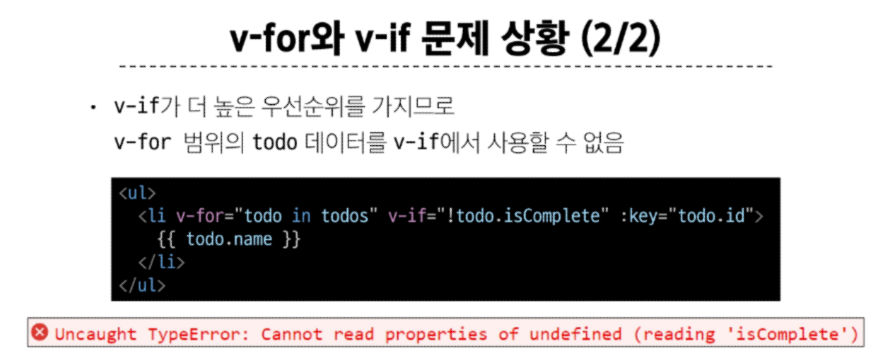 v-for와 v-if 문제 상황 (2/2)
• v-if가 더 높은 우선순위를 가지므로
v-for 범위의 todo 데이터를 v-if에서 사용할 수 없음
<ul>
  <li v-for="todo in todos" v-if="!todo.isComplete" :key="todo.id">
    {{ todo.name }}
  </li>
</ul>
Uncaught TypeError: Cannot read properties of undefined (reading 'isComplete')